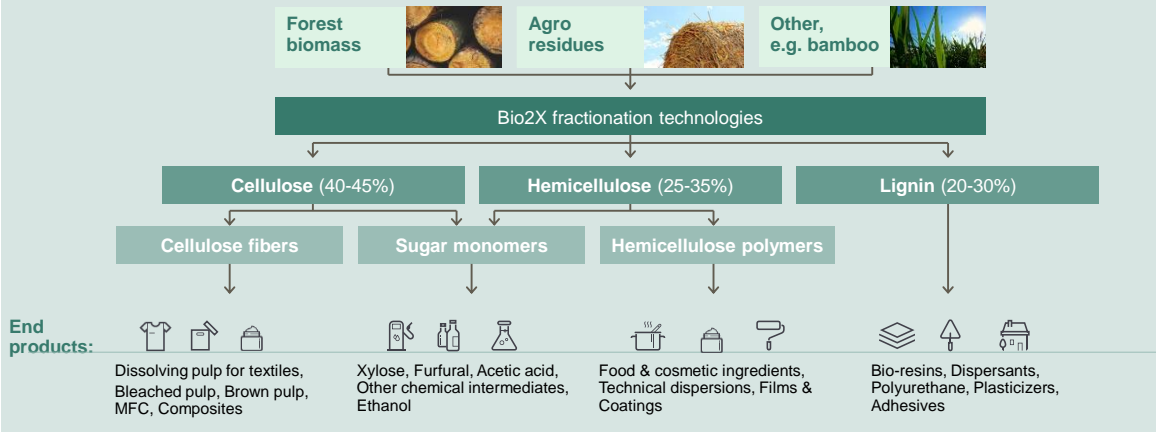 Forest
biomass
Agro
residues
Other,
e.g. bamboo
Bio2X fractionation technologies
Cellulose (40-45%)
Hemicellulose (25-35%)
Lignin (20-30%)
Cellulose fibers
Sugar monomers
Hemicellulose polymers
End
products:
Dissolving pulp for textiles,
Bleached pulp, Brown pulp,
MFC, Composites
Xylose, Furfural, Acetic acid,
Other chemical intermediates,
Ethanol
Food & cosmetic ingredients,
Technical dispersions, Films &
Coatings
Bio-resins, Dispersants,
Polyurethane, Plasticizers,
Adhesives